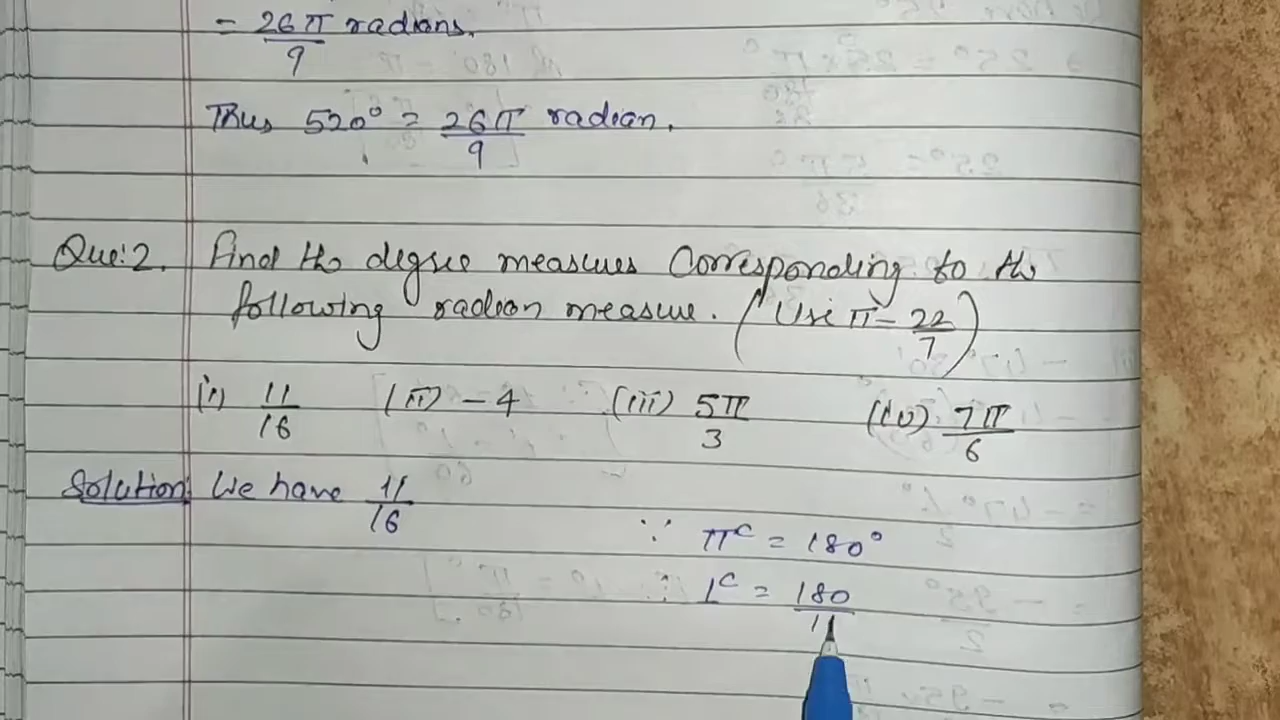 = 26π/9 radians.
Thus 520° = 26π/9 radian.
Que:2. Find the degree measures Corresponding to the
following radian measure. (Use π = 22/7)
(i) 11/16 (ii) -4 (iii) 5π/3 (iv) 7π/6
Solution: We have 11/16
∵ π^c = 180°
∴ 1^c = 180